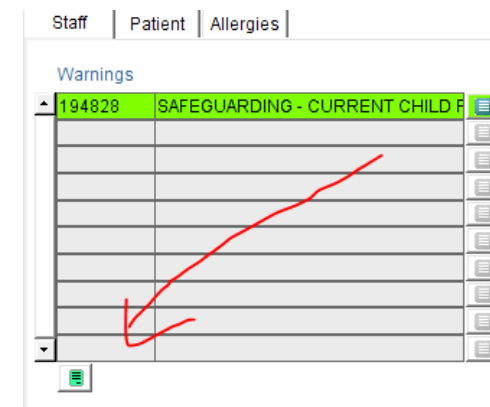 Staff Patient Allergies
Warnings
194828 SAFEGUARDING - CURRENT CHILD